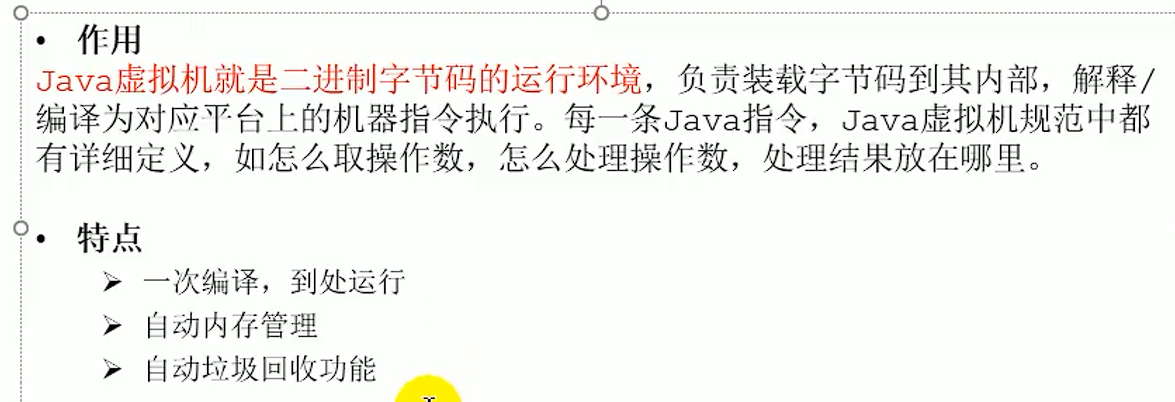 • 作用
Java虚拟机就是二进制字节码的运行环境，负责装载字节码到其内部，解释/
编译为对应平台上的机器指令执行。每一条Java指令，Java虚拟机规范中都
有详细定义，如怎么取操作数，怎么处理操作数，处理结果放在哪里。
• 特点
➢ 一次编译，到处运行
➢ 自动内存管理
➢ 自动垃圾回收功能